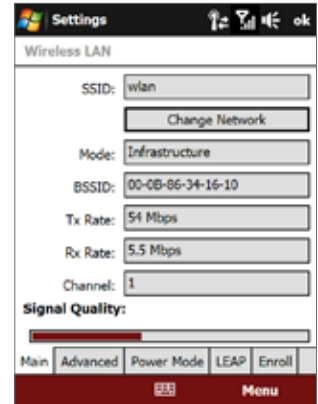 Settings ok
Wireless LAN
SSID: wlan
Change Network
Mode: Infrastructure
BSSID: 00-0B-86-34-16-10
Tx Rate: 54 Mbps
Rx Rate: 5.5 Mbps
Channel: 1
Signal Quality:
Main Advanced Power Mode LEAP Enroll
Menu